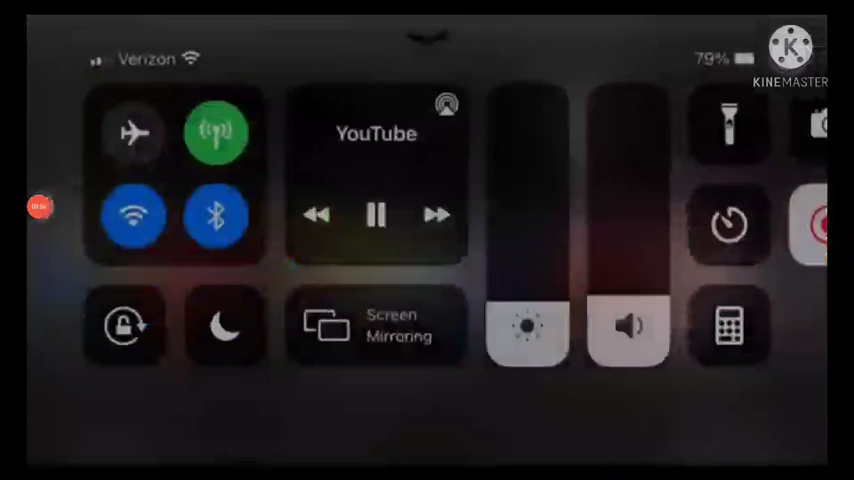 Verizon
79%
K
KINEMASTER
YouTube
Screen
Mirroring